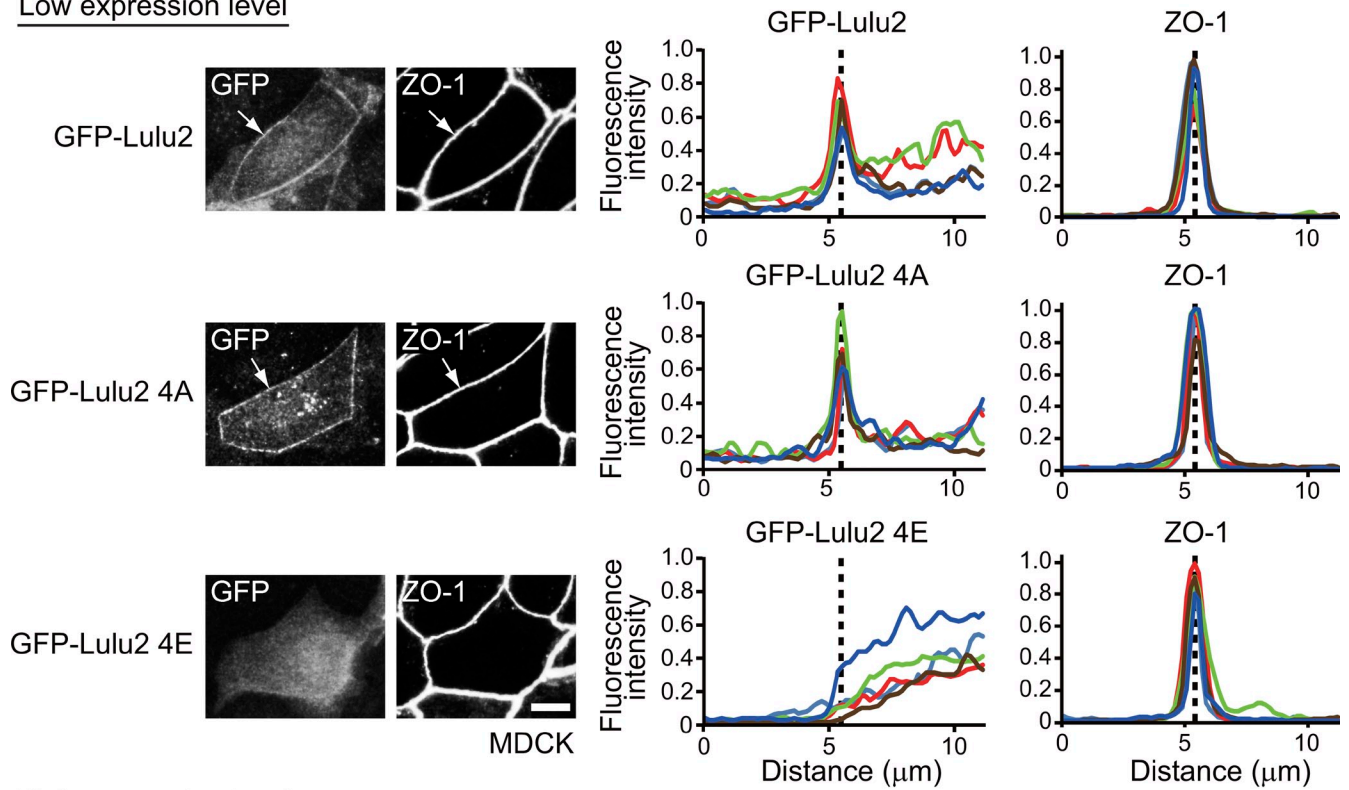 Low expression level
GFP-Lulu2
GFP
ZO-1
GFP-Lulu2
Fluorescence
intensity
1.0
0.8
0.6
0.4
0.2
0
0
5
10
ZO-1
1.0
0.8
0.6
0.4
0.2
0
0
5
10
GFP-Lulu2 4A
GFP
ZO-1
GFP-Lulu2 4A
Fluorescence
intensity
1.0
0.8
0.6
0.4
0.2
0
0
5
10
ZO-1
1.0
0.8
0.6
0.4
0.2
0
0
5
10
GFP-Lulu2 4E
GFP
ZO-1
MDCK
GFP-Lulu2 4E
Fluorescence
intensity
1.0
0.8
0.6
0.4
0.2
0
0
5
10
Distance (μm)
ZO-1
1.0
0.8
0.6
0.4
0.2
0
0
5
10
Distance (μm)